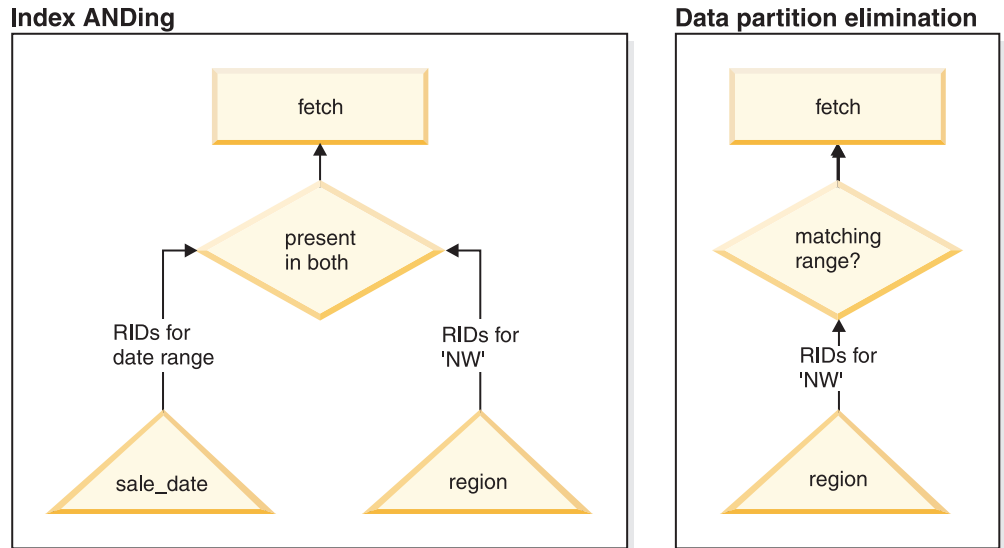 Index ANDing
fetch
present
in both
RIDs for
date range
RIDs for
'NW'
sale_date
region
Data partition elimination
fetch
matching
range?
RIDs for
'NW'
region